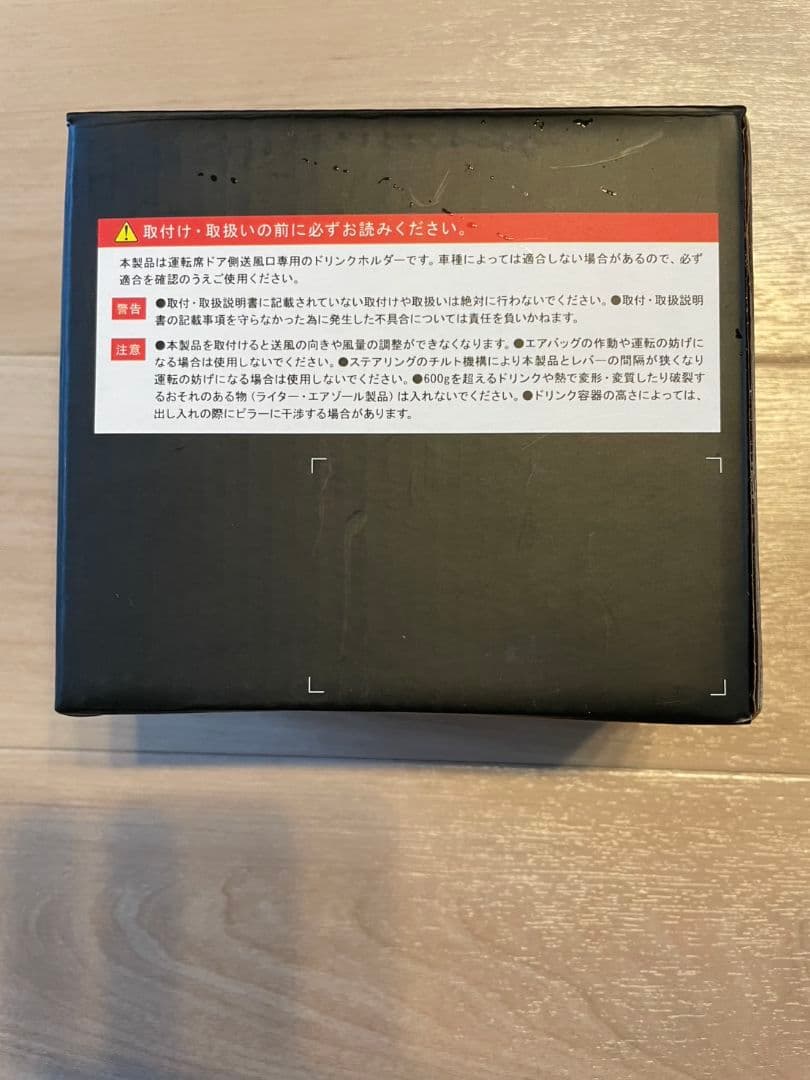 取付け・取扱いの前に必ずお読みください。
本製品は運転席ドア側送風口専用のドリンクホルダーです。車種によっては適合しない場合があるので、必ず
適合を確認のうえご使用ください。
警告 ●取付・取扱説明書に記載されていない取付けや取扱いは絶対に行わないでください。●取付・取扱説明
書の記載事項を守らなかった為に発生した不具合については責任を負いかねます。
注意 ●本製品を取付けると送風の向きや風量の調整ができなくなります。●エアバッグの作動や運転の妨げに
なる場合は使用しないでください。●ステアリングのチルト機構により本製品とレバーの間隔が狭くなり
運転の妨げになる場合は使用しないでください。●600gを超えるドリンクや熱で変形・変質したり破裂す
るおそれのある物（ライター・エアゾール製品）は入れないでください。●ドリンク容器の高さによっては、
出し入れの際にピラーに干渉する場合があります。